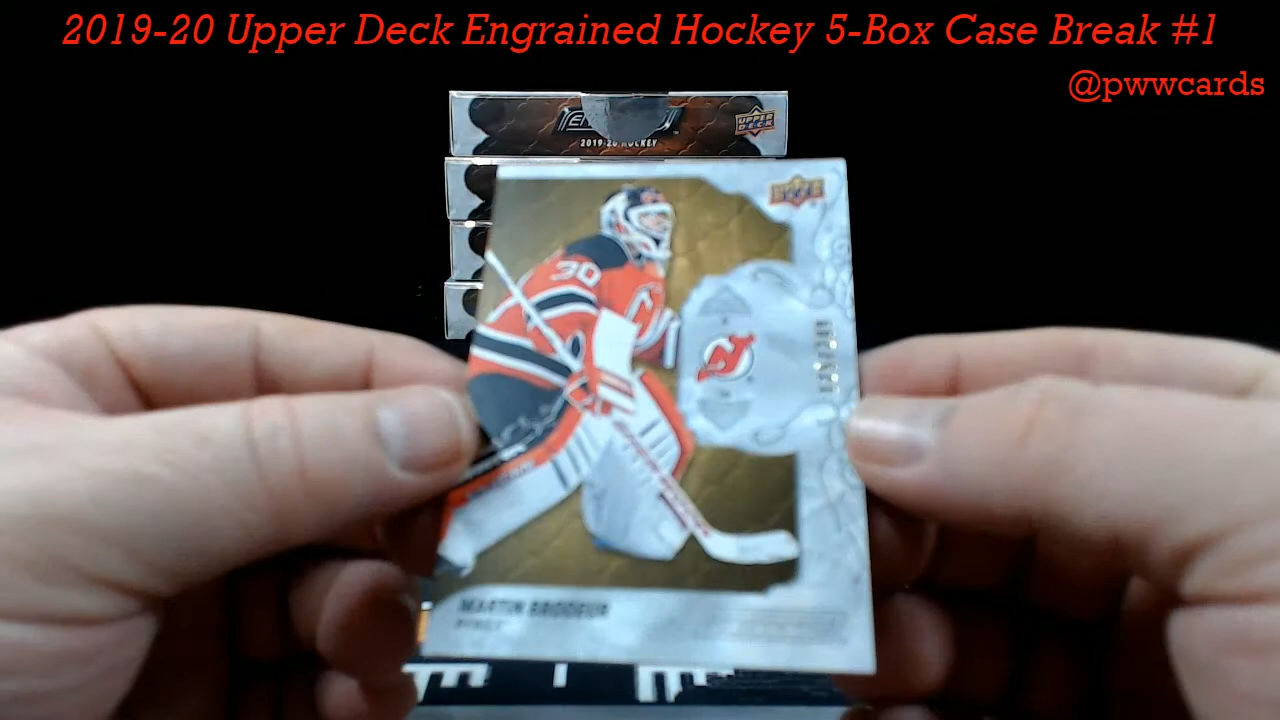 2019-20 Upper Deck Engrained Hockey 5-Box Case Break #1
@pwwcards
UPPER DECK
2019-20 HOCKEY
30
MARTIN BRODEUR